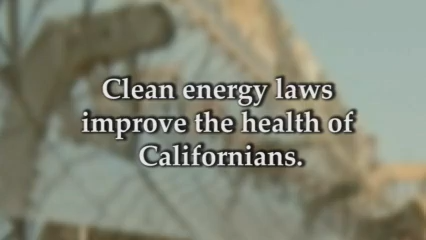 Clean energy laws
improve the health of
Californians.